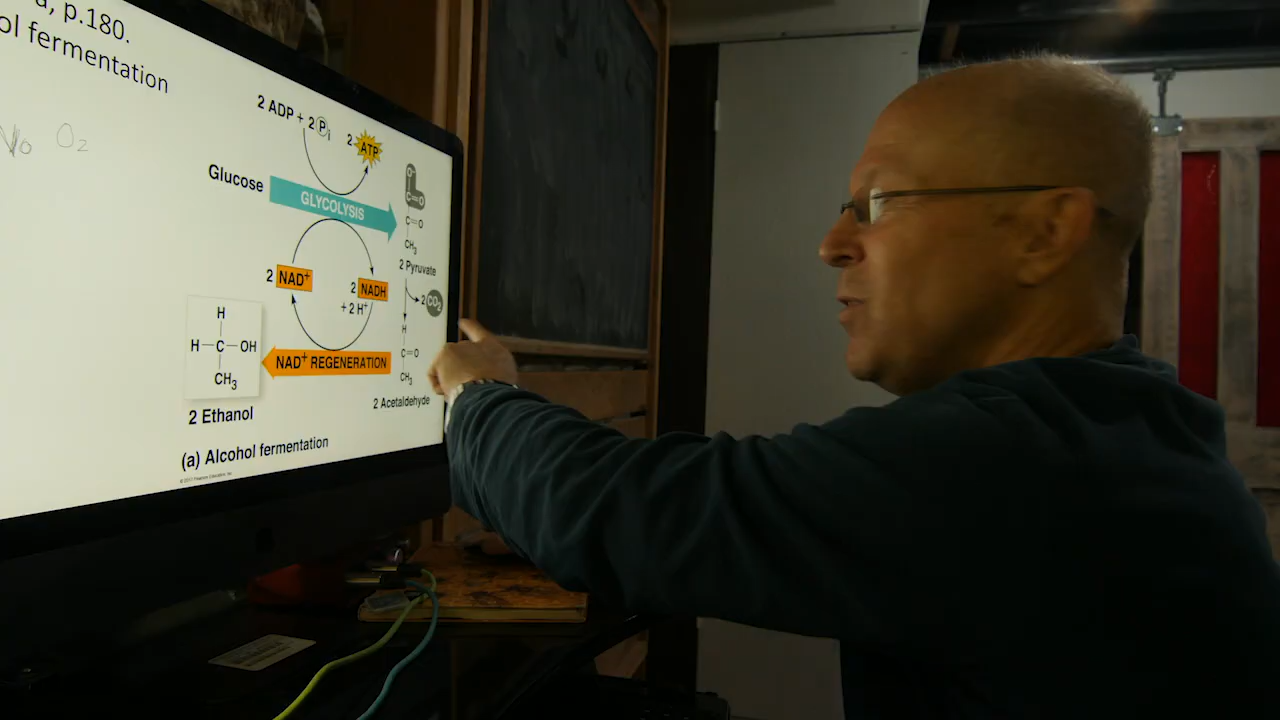 , p.180.
ol fermentation
No O₂
2 ADP + 2 Pi
2 ATP
Glucose
GLYCOLYSIS
O⁻
C=O
C=O
CH₃
2 Pyruvate
2 NAD⁺
2 NADH
+ 2 H⁺
2 CO₂
H
H—C—OH
CH₃
NAD⁺ REGENERATION
H
C=O
CH₃
2 Ethanol
2 Acetaldehyde
(a) Alcohol fermentation